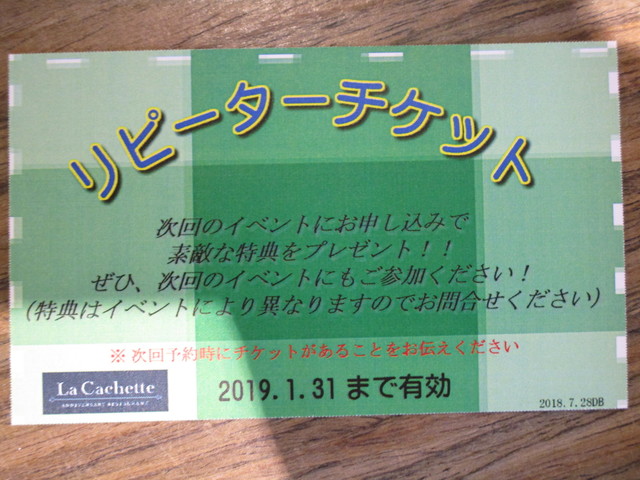 リピーターチケット
次回のイベントにお申し込みで
素敵な特典をプレゼント！！
ぜひ、次回のイベントにもご参加ください！
(特典はイベントにより異なりますのでお問合せください)
※ 次回予約時にチケットがあることをお伝えください
La Cachette
2019.1.31 まで有効
2018.7.28DB